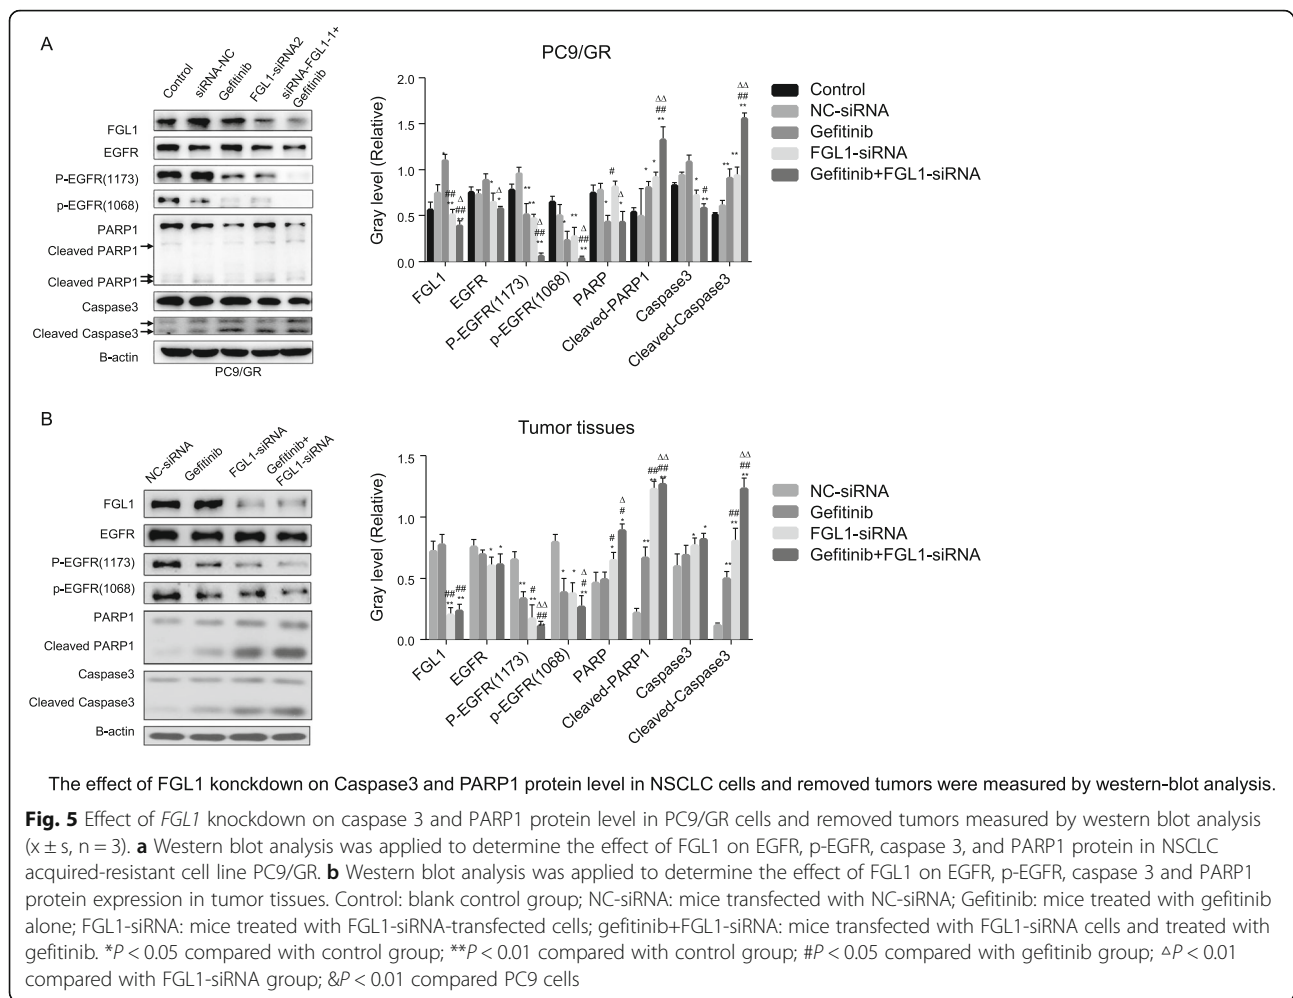 A
Control
siRNA-NC
Gefitinib
FGL1-siRNA2
siRNA-FGL1-1+
Gefitinib
FGL1
EGFR
P-EGFR(1173)
p-EGFR(1068)
PARP1
Cleaved PARP1
Cleaved PARP1
Caspase3
Cleaved Caspase3
B-actin
PC9/GR
PC9/GR
Gray level (Relative)
2.0
1.5
1.0
0.5
0.0
FGL1
EGFR
P-EGFR(1173)
p-EGFR(1068)
PARP
Cleaved-PARP1
Caspase3
Cleaved-Caspase3
Control
NC-siRNA
Gefitinib
FGL1-siRNA
Gefitinib+FGL1-siRNA
B
NC-siRNA
Gefitinib
FGL1-siRNA
Gefitinib+
FGL1-siRNA
FGL1
EGFR
P-EGFR(1173)
p-EGFR(1068)
PARP1
Cleaved PARP1
Caspase3
Cleaved Caspase3
B-actin
Tumor tissues
Gray level (Relative)
1.5
1.0
0.5
0.0
FGL1
EGFR
P-EGFR(1173)
p-EGFR(1068)
PARP
Cleaved-PARP1
Caspase3
Cleaved-Caspase3
NC-siRNA
Gefitinib
FGL1-siRNA
Gefitinib+FGL1-siRNA
The effect of FGL1 konckdown on Caspase3 and PARP1 protein level in NSCLC cells and removed tumors were measured by western-blot analysis.
Fig. 5 Effect of FGL1 knockdown on caspase 3 and PARP1 protein level in PC9/GR cells and removed tumors measured by western blot analysis
(x ± s, n = 3). a Western blot analysis was applied to determine the effect of FGL1 on EGFR, p-EGFR, caspase 3, and PARP1 protein in NSCLC
acquired-resistant cell line PC9/GR. b Western blot analysis was applied to determine the effect of FGL1 on EGFR, p-EGFR, caspase 3 and PARP1
protein expression in tumor tissues. Control: blank control group; NC-siRNA: mice transfected with NC-siRNA; Gefitinib: mice treated with gefitinib
alone; FGL1-siRNA: mice treated with FGL1-siRNA-transfected cells; gefitinib+FGL1-siRNA: mice transfected with FGL1-siRNA cells and treated with
gefitinib. *P < 0.05 compared with control group; **P < 0.01 compared with control group; #P < 0.05 compared with gefitinib group; △P < 0.01
compared with FGL1-siRNA group; &P < 0.01 compared PC9 cells